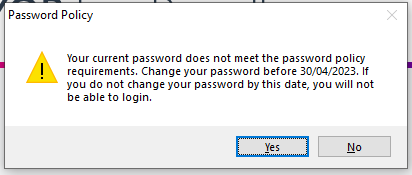 Password Policy
Your current password does not meet the password policy
requirements. Change your password before 30/04/2023. If
you do not change your password by this date, you will not
be able to login.
Yes
No